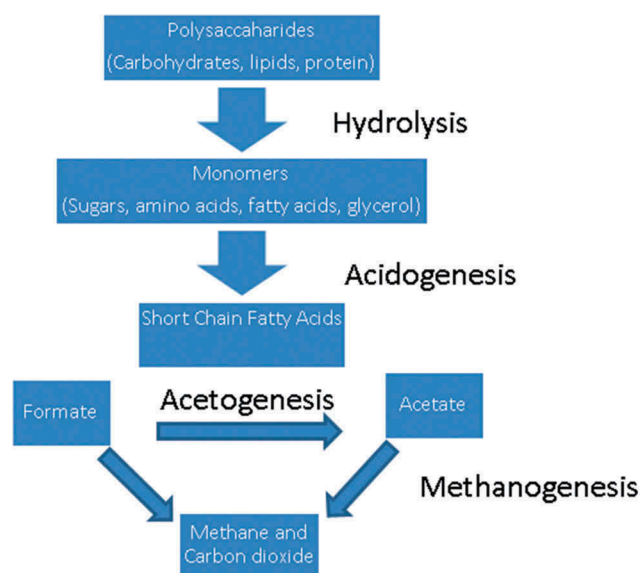 Polysaccaharides
(Carbohydrates, lipids, protein)
Hydrolysis
Monomers
(Sugars, amino acids, fatty acids, glycerol)
Acidogenesis
Short Chain Fatty Acids
Formate
Acetogenesis
Acetate
Methanogenesis
Methane and
Carbon dioxide